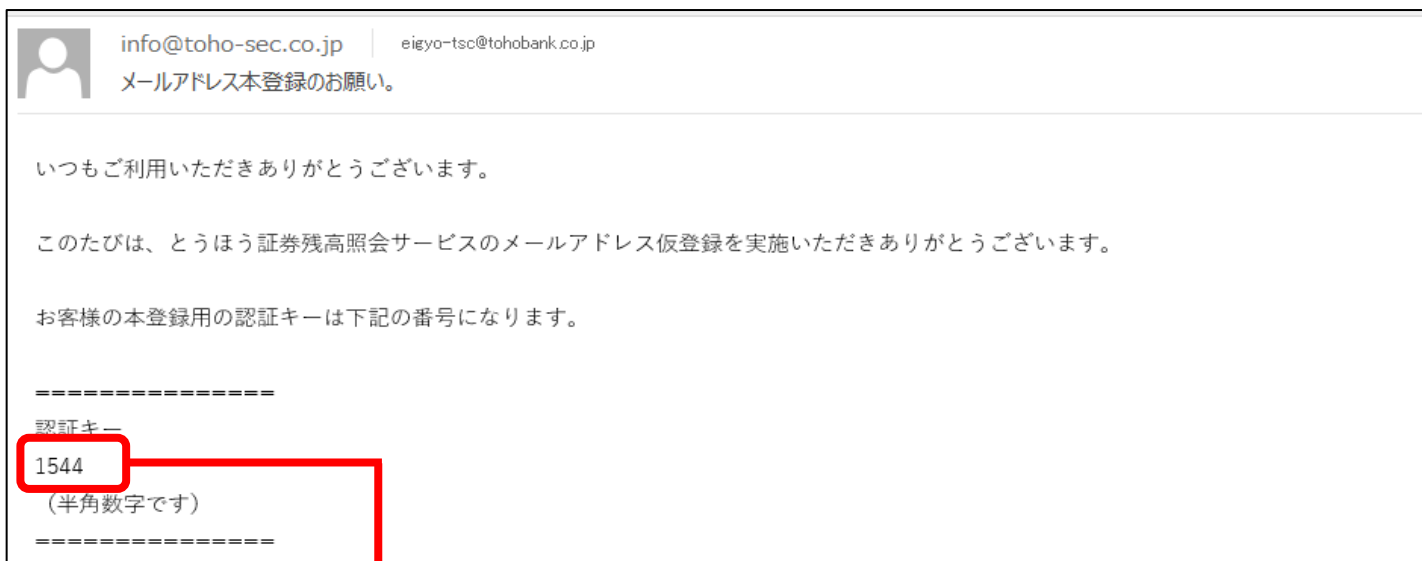 info@toho-sec.co.jp eigyo-tsc@tohobank.co.jp
メールアドレス本登録のお願い。
いつもご利用いただきありがとうございます。
このたびは、とうほう証券残高照会サービスのメールアドレス仮登録を実施いただきありがとうございます。
お客様の本登録用の認証キーは下記の番号になります。
===============
認証キー
1544
（半角数字です）
===============